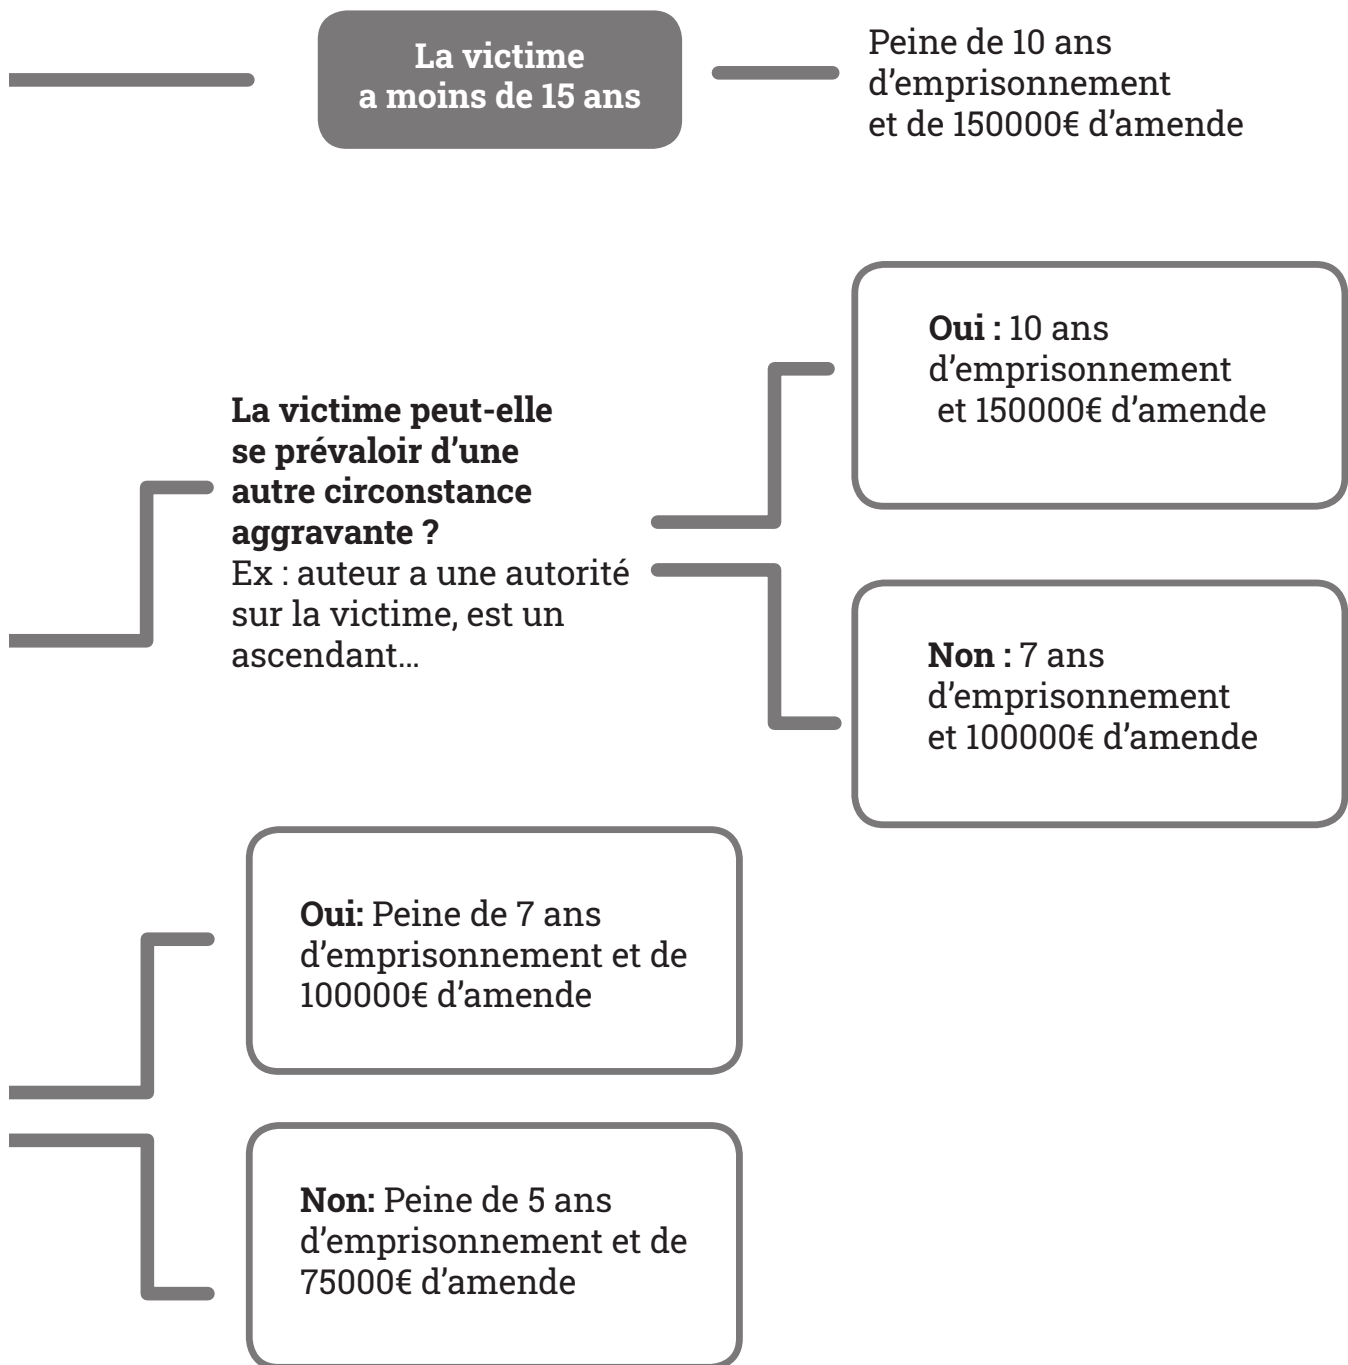 La victime
a moins de 15 ans
Peine de 10 ans
d’emprisonnement
et de 150000€ d’amende
La victime peut-elle
se prévaloir d’une
autre circonstance
aggravante ?
Ex : auteur a une autorité
sur la victime, est un
ascendant...
Oui : 10 ans
d’emprisonnement
et 150000€ d’amende
Non : 7 ans
d’emprisonnement
et 100000€ d’amende
Oui: Peine de 7 ans
d’emprisonnement et de
100000€ d’amende
Non: Peine de 5 ans
d’emprisonnement et de
75000€ d’amende